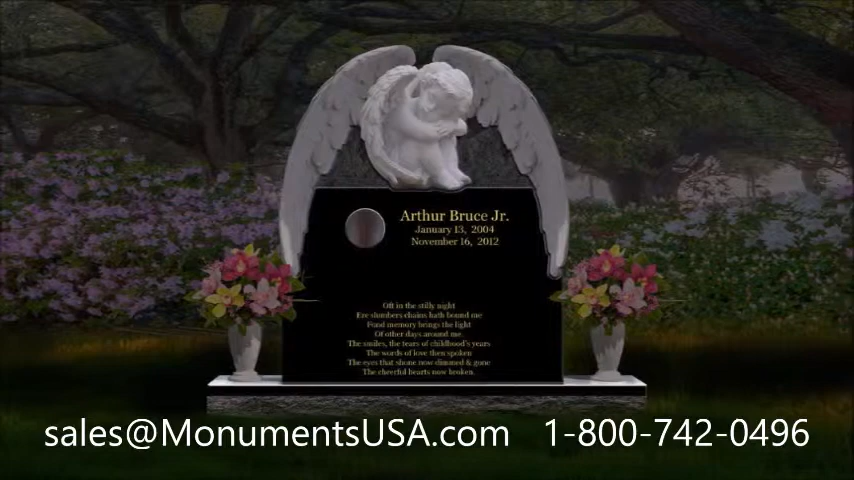 Arthur Bruce Jr.
January 13, 2004
November 16, 2012
Oft in the stilly night
Ere slumbers chains hath bound me
Fond memory brings the light
Of other days around me.
The smiles, the tears of childhood's years
The words of love then spoken
The eyes that shone now dimmed & gone
The cheerful hearts now broken.
sales@MonumentsUSA.com 1-800-742-0496